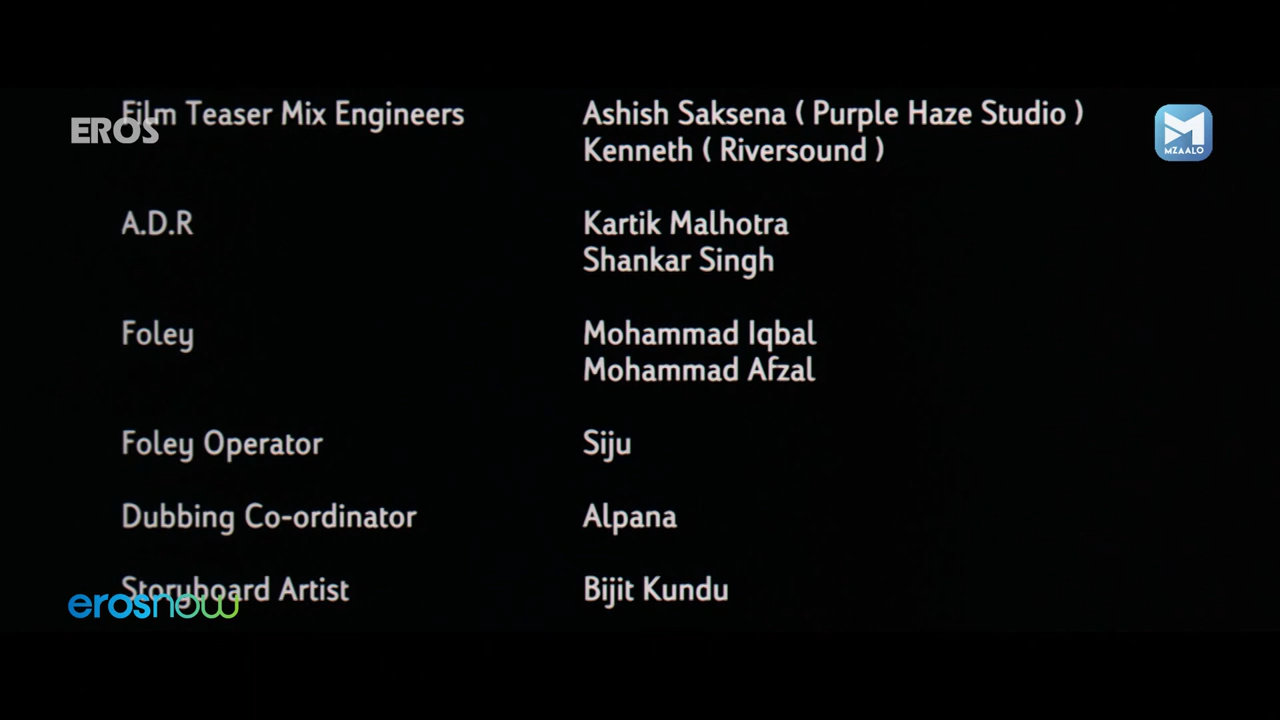 Film Teaser Mix Engineers Ashish Saksena ( Purple Haze Studio )
EROS
MZAALO
Kenneth ( Riversound )
A.D.R Kartik Malhotra
Shankar Singh
Foley Mohammad Iqbal
Mohammad Afzal
Foley Operator Siju
Dubbing Co-ordinator Alpana
Storyboard Artist Bijit Kundu
erosnow